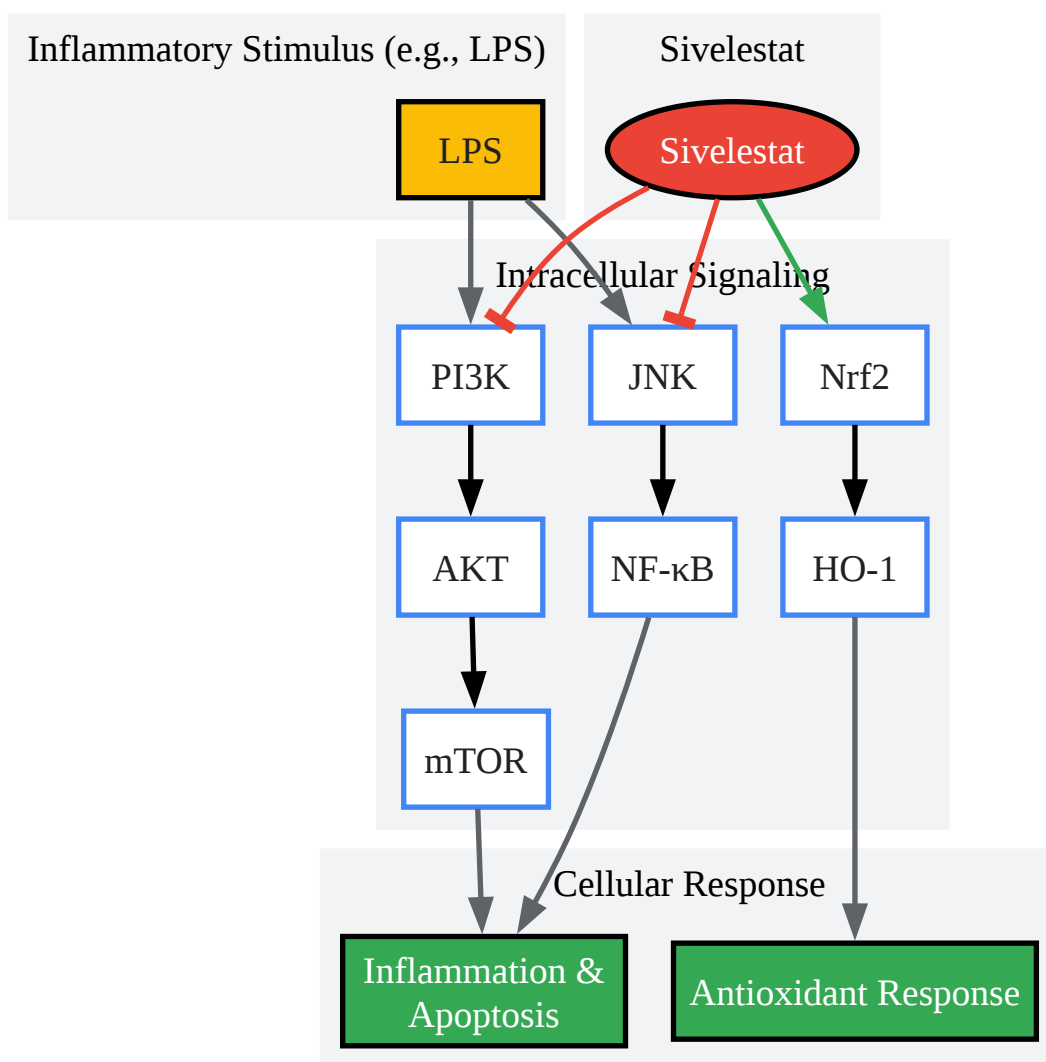 Inflammatory Stimulus (e.g., LPS)
Sivelestat
LPS
Sivelestat
Intracellular Signaling
PI3K
JNK
Nrf2
AKT
NF-κB
HO-1
mTOR
Cellular Response
Inflammation &
Apoptosis
Antioxidant Response